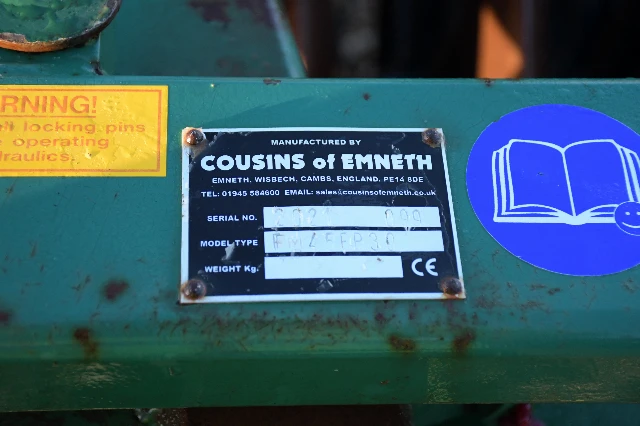 RNING!
locking pins
operating
raulics.
MANUFACTURED BY
COUSINS of EMNETH
EMNETH, WISBECH, CAMBS, ENGLAND. PE14 8DE
TEL: 01945 584600 EMAIL: sales@cousinsofemneth.co.uk
SERIAL NO.
MODEL TYPE
WEIGHT Kg.
CE